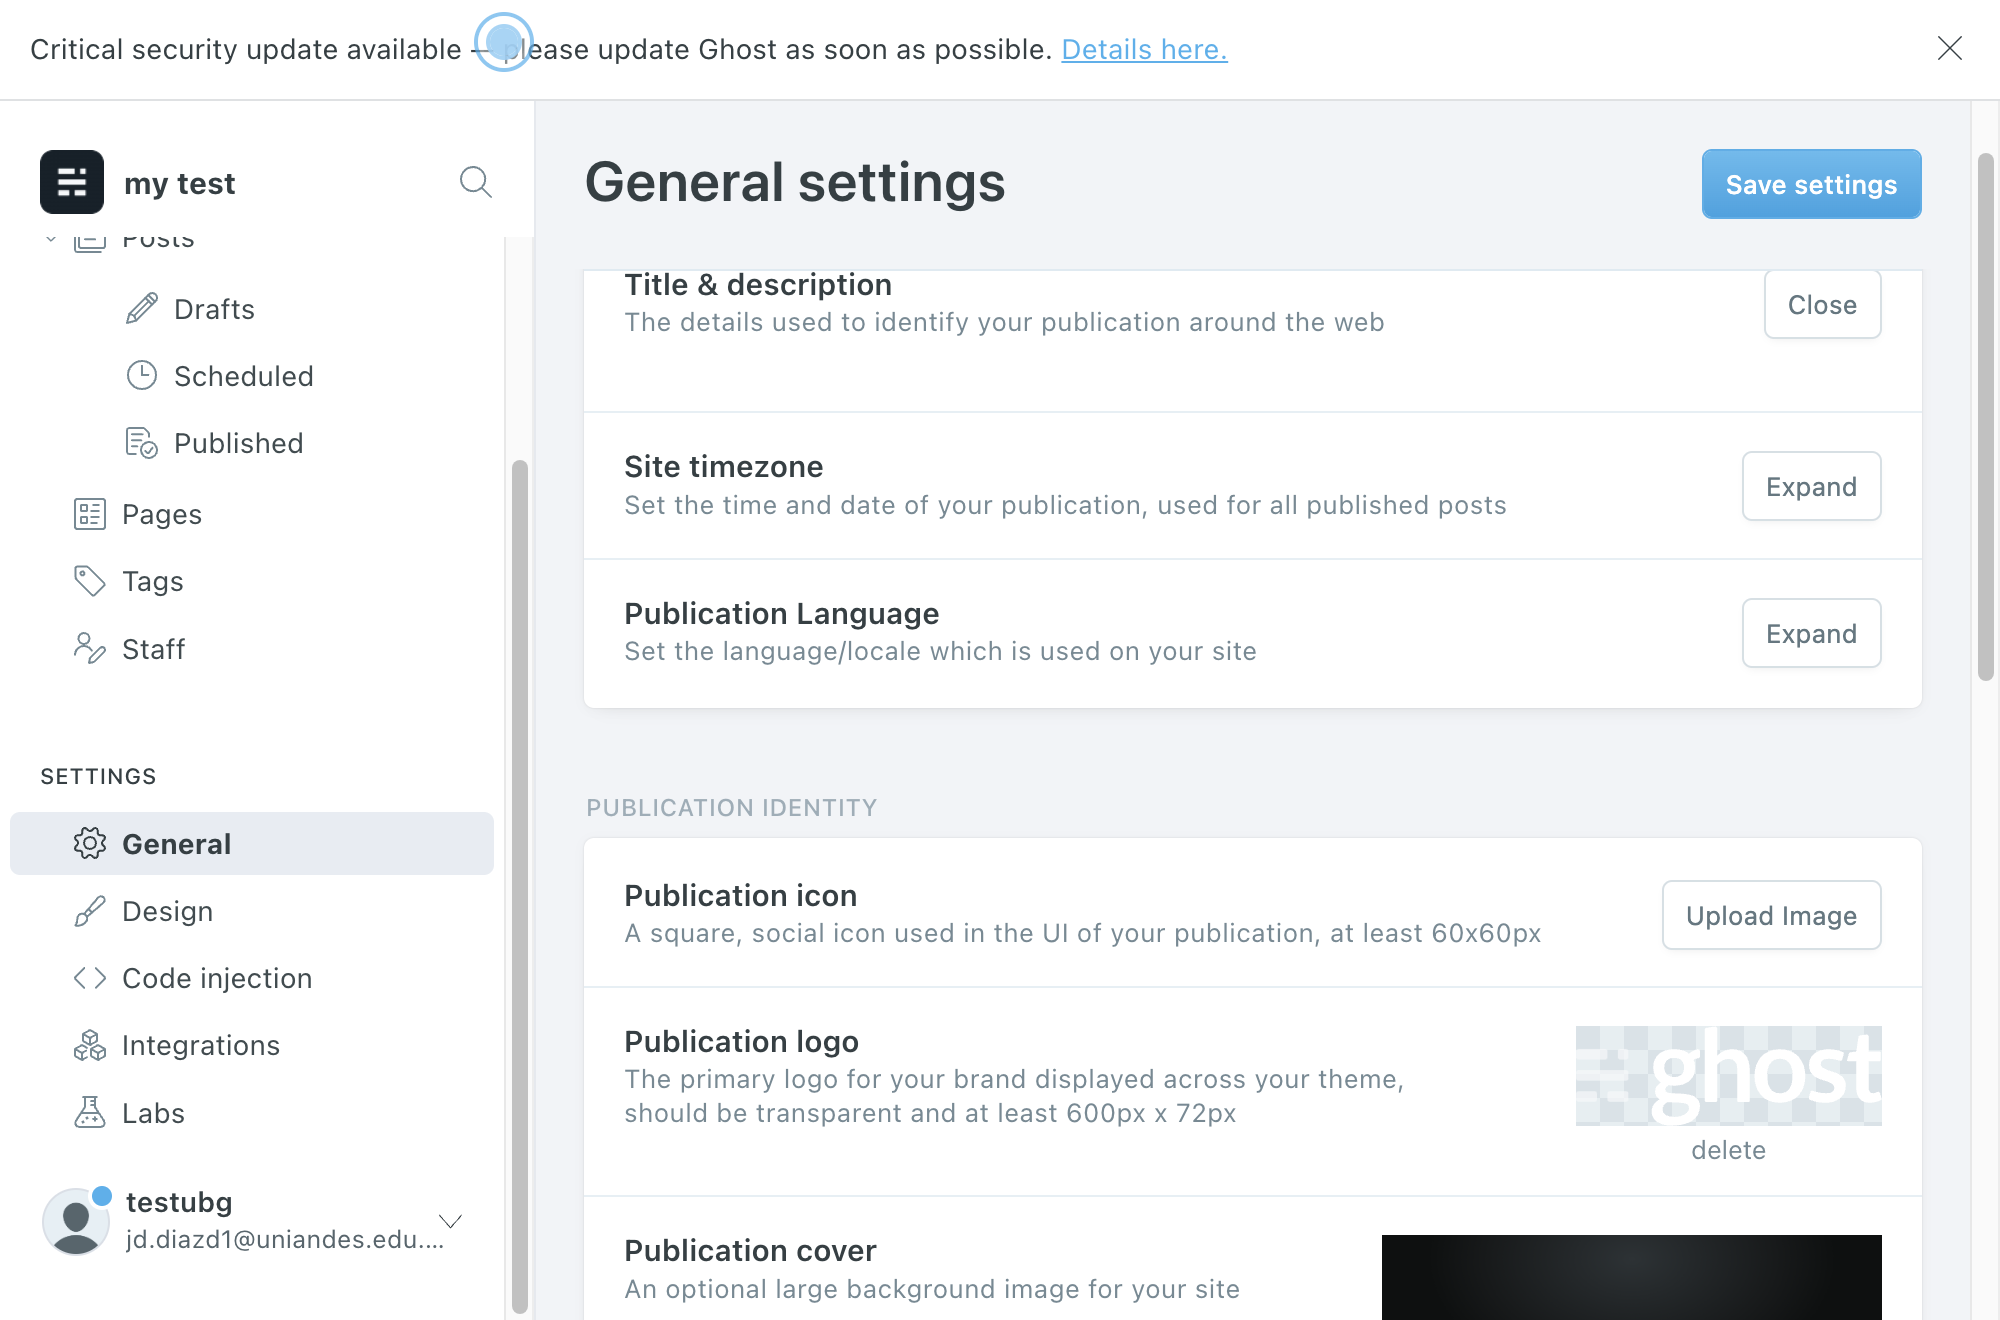 Critical security update available — please update Ghost as soon as possible. Details here.
my test
Posts
Drafts
Scheduled
Published
Pages
Tags
Staff
SETTINGS
General
Design
Code injection
Integrations
Labs
testubg
jd.diazd1@uniandes.edu....
General settings
Save settings
Title & description
The details used to identify your publication around the web
Close
Site timezone
Set the time and date of your publication, used for all published posts
Expand
Publication Language
Set the language/locale which is used on your site
Expand
PUBLICATION IDENTITY
Publication icon
A square, social icon used in the UI of your publication, at least 60x60px
Upload Image
Publication logo
The primary logo for your brand displayed across your theme,
should be transparent and at least 600px x 72px
ghost
delete
Publication cover
An optional large background image for your site